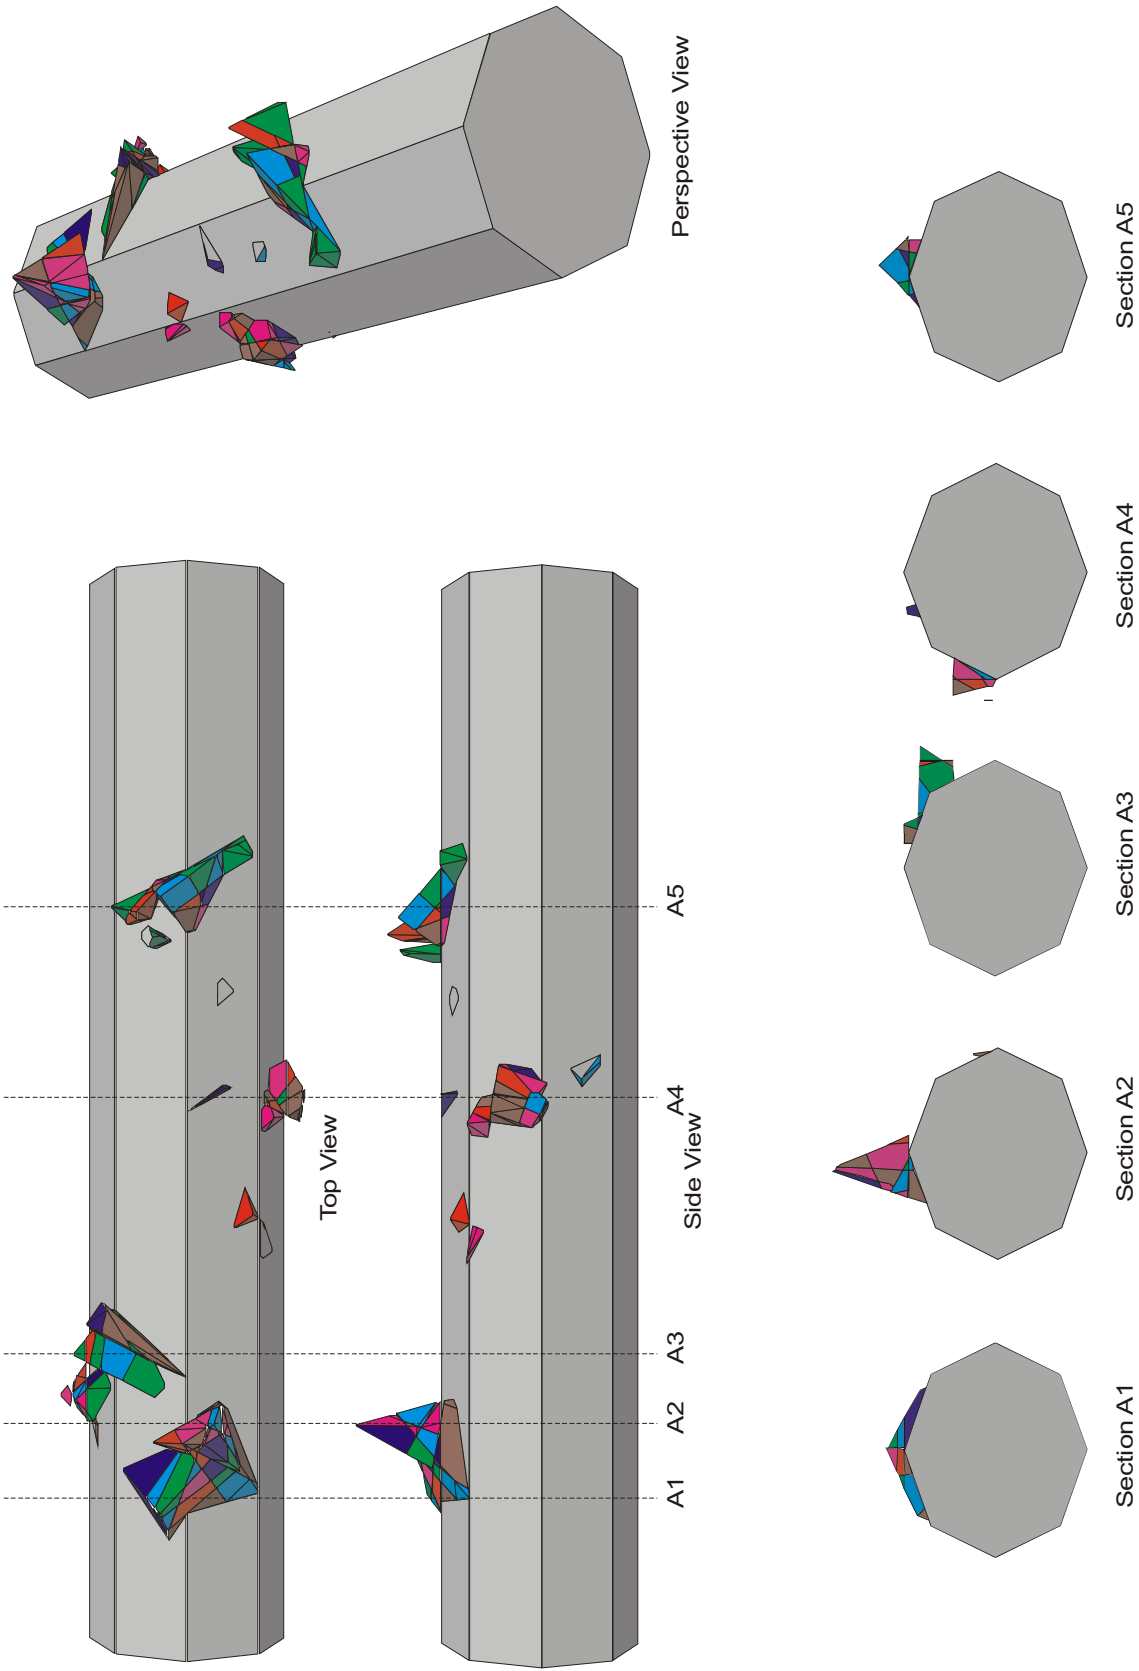 Perspective View
A1
A2
A3
A4
A5
Top View
Side View
Section A1
Section A2
Section A3
Section A4
Section A5